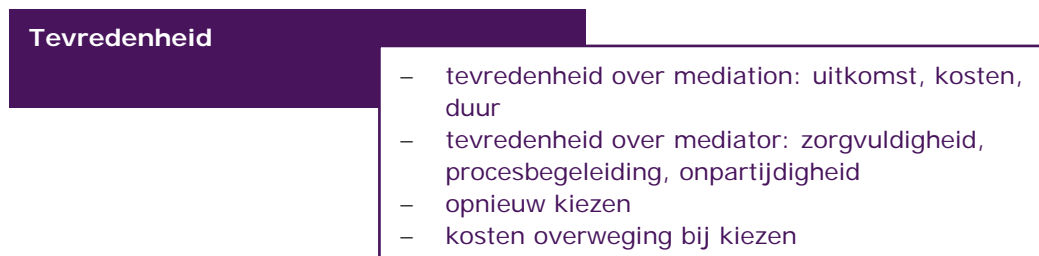 Tevredenheid
– tevredenheid over mediation: uitkomst, kosten,
duur
– tevredenheid over mediator: zorgvuldigheid,
procesbegeleiding, onpartijdigheid
– opnieuw kiezen
– kosten overweging bij kiezen